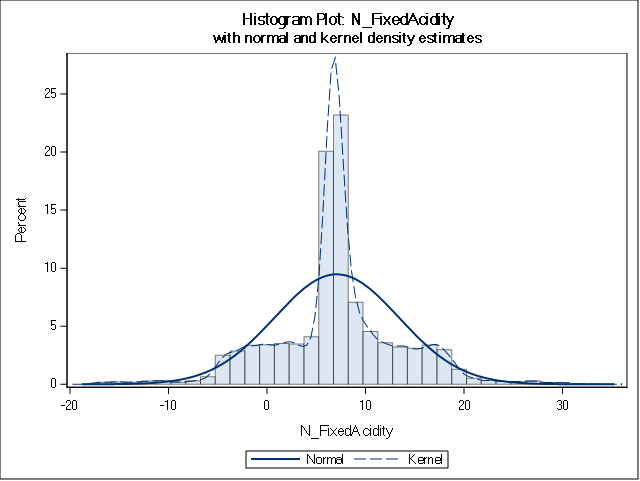 Histogram Plot: N_FixedAcidity
with normal and kernel density estimates
25
20
15
10
5
0
Percent
-20 -10 0 10 20 30
N_FixedAcidity
Normal Kernel